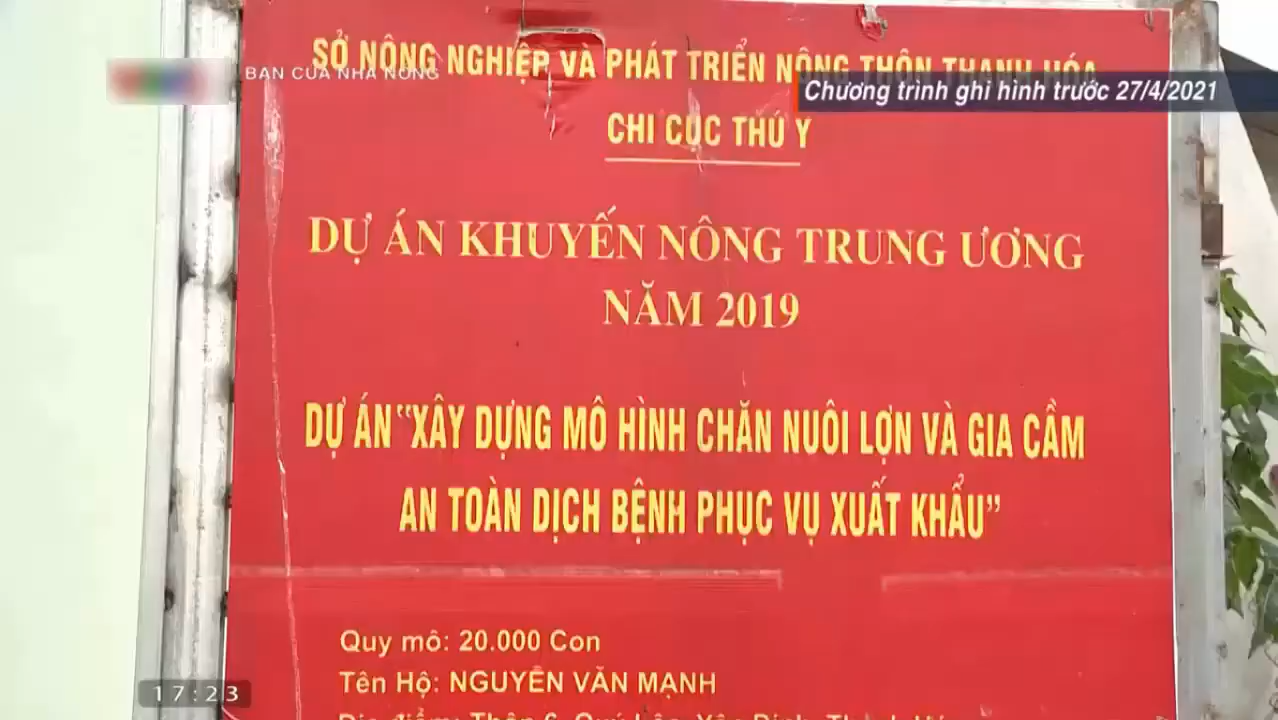 SỞ NÔNG NGHIỆP VÀ PHÁT TRIỂN NÔNG THÔN THANH HÓA
BẠN CỦA NHÀ NÔNG
Chương trình ghi hình trước 27/4/2021
CHI CỤC THÚ Y
DỰ ÁN KHUYẾN NÔNG TRUNG ƯƠNG
NĂM 2019
DỰ ÁN "XÂY DỰNG MÔ HÌNH CHĂN NUÔI LỢN VÀ GIA CẦM
AN TOÀN DỊCH BỆNH PHỤC VỤ XUẤT KHẨU"
Quy mô: 20.000 Con
Tên Hộ: NGUYỄN VĂN MẠNH
17:23